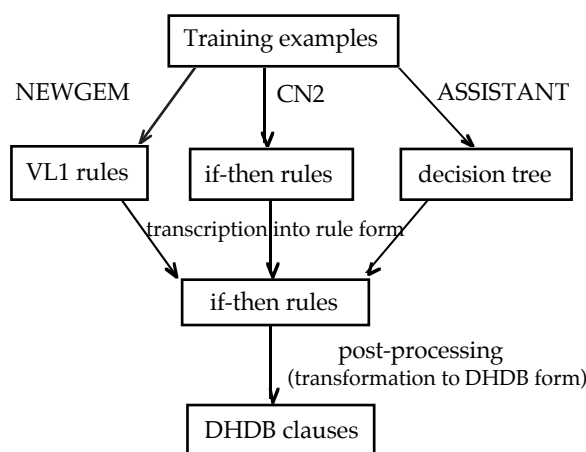 Training examples
NEWGEM
CN2
ASSISTANT
VL1 rules
if-then rules
decision tree
transcription into rule form
if-then rules
post-processing
(transformation to DHDB form)
DHDB clauses